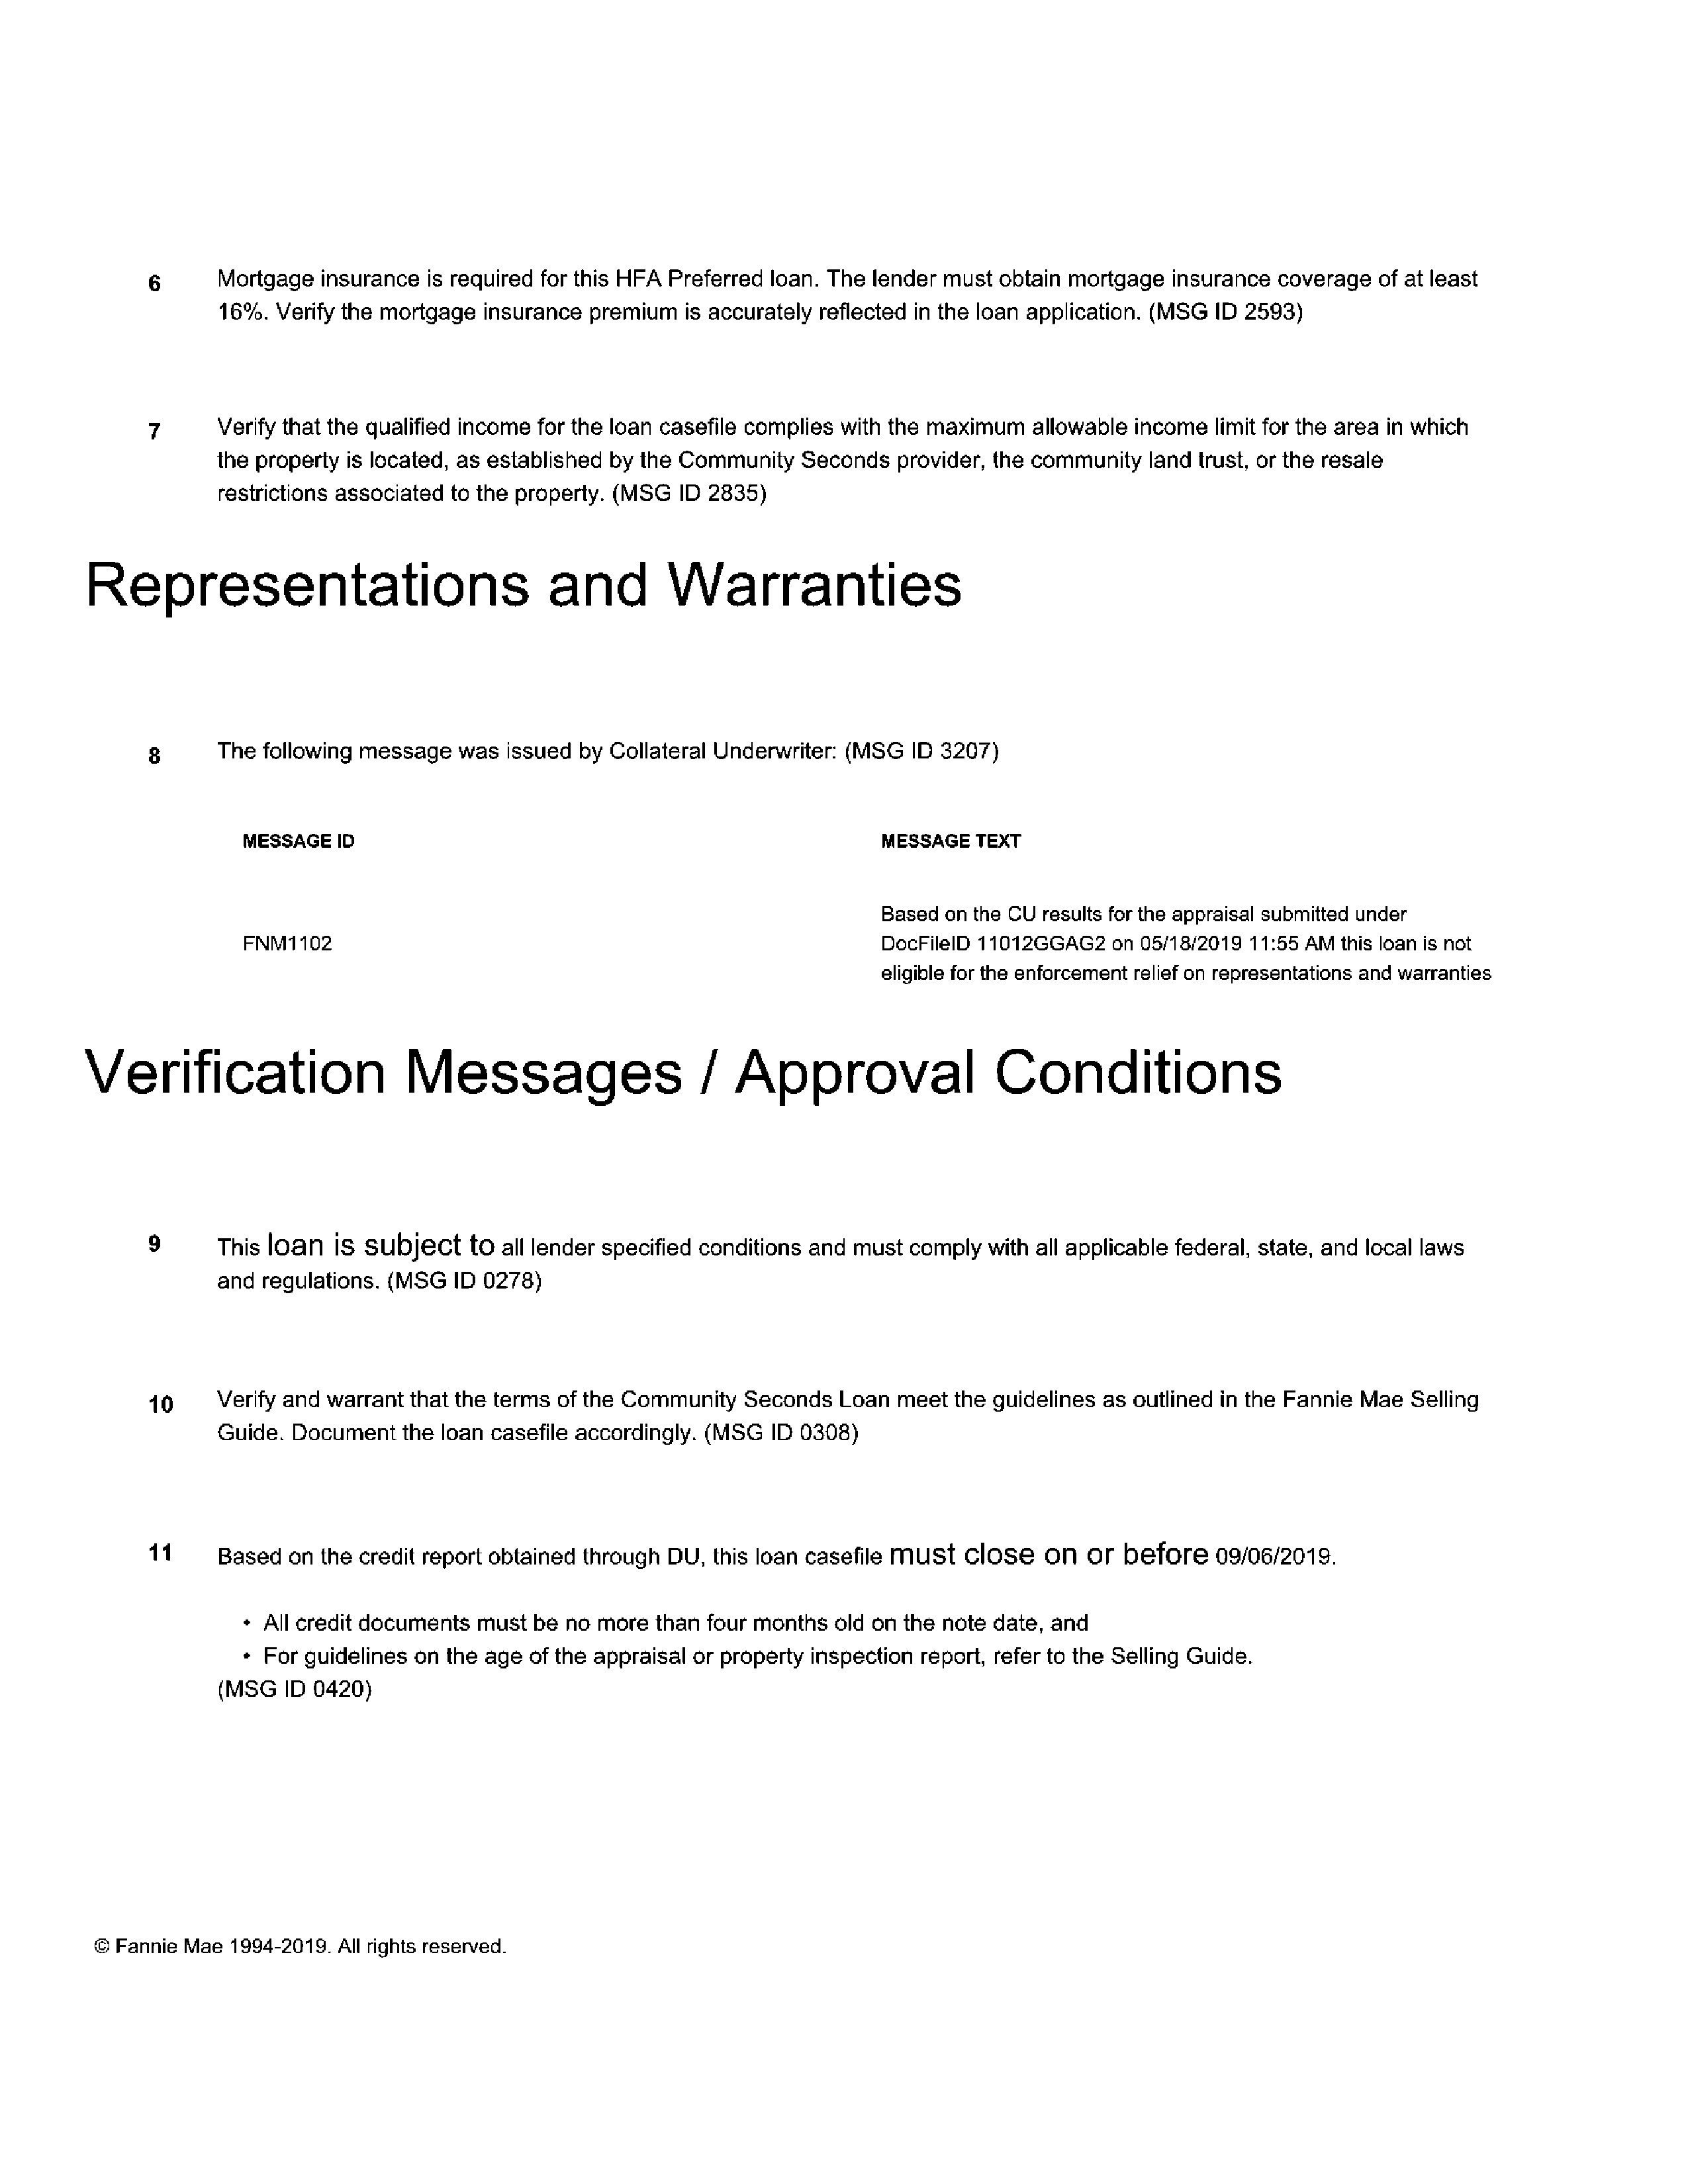 6 Mortgage insurance is required for this HFA Preferred loan. The lender must obtain mortgage insurance coverage of at least
16%. Verify the mortgage insurance premium is accurately reflected in the loan application. (MSG ID 2593)
7 Verify that the qualified income for the loan casefile complies with the maximum allowable income limit for the area in which
the property is located, as established by the Community Seconds provider, the community land trust, or the resale
restrictions associated to the property. (MSG ID 2835)
Representations and Warranties
8 The following message was issued by Collateral Underwriter: (MSG ID 3207)
MESSAGE ID MESSAGE TEXT
Based on the CU results for the appraisal submitted under
FNM1102 DocFileID 11012GGAG2 on 05/18/2019 11:55 AM this loan is not
eligible for the enforcement relief on representations and warranties
Verification Messages / Approval Conditions
9 This loan is subject to all lender specified conditions and must comply with all applicable federal, state, and local laws
and regulations. (MSG ID 0278)
10 Verify and warrant that the terms of the Community Seconds Loan meet the guidelines as outlined in the Fannie Mae Selling
Guide. Document the loan casefile accordingly. (MSG ID 0308)
11 Based on the credit report obtained through DU, this loan casefile must close on or before 09/06/2019.
• All credit documents must be no more than four months old on the note date, and
• For guidelines on the age of the appraisal or property inspection report, refer to the Selling Guide.
(MSG ID 0420)
© Fannie Mae 1994-2019. All rights reserved.